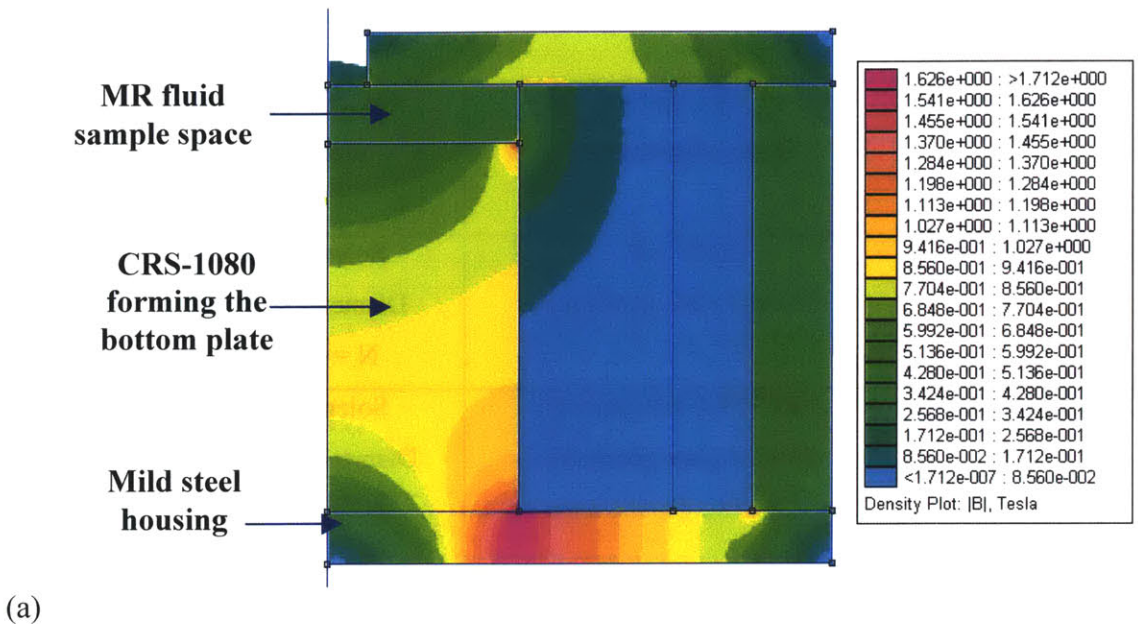 MR fluid
sample space
CRS-1080
forming the
bottom plate
Mild steel
housing
1.626e+000 : >1.712e+000
1.541e+000 : 1.626e+000
1.455e+000 : 1.541e+000
1.370e+000 : 1.455e+000
1.284e+000 : 1.370e+000
1.198e+000 : 1.284e+000
1.113e+000 : 1.198e+000
1.027e+000 : 1.113e+000
9.416e-001 : 1.027e+000
8.560e-001 : 9.416e-001
7.704e-001 : 8.560e-001
6.848e-001 : 7.704e-001
5.992e-001 : 6.848e-001
5.136e-001 : 5.992e-001
4.280e-001 : 5.136e-001
3.424e-001 : 4.280e-001
2.568e-001 : 3.424e-001
1.712e-001 : 2.568e-001
8.560e-002 : 1.712e-001
<1.712e-007 : 8.560e-002
Density Plot: |B|, Tesla
(a)